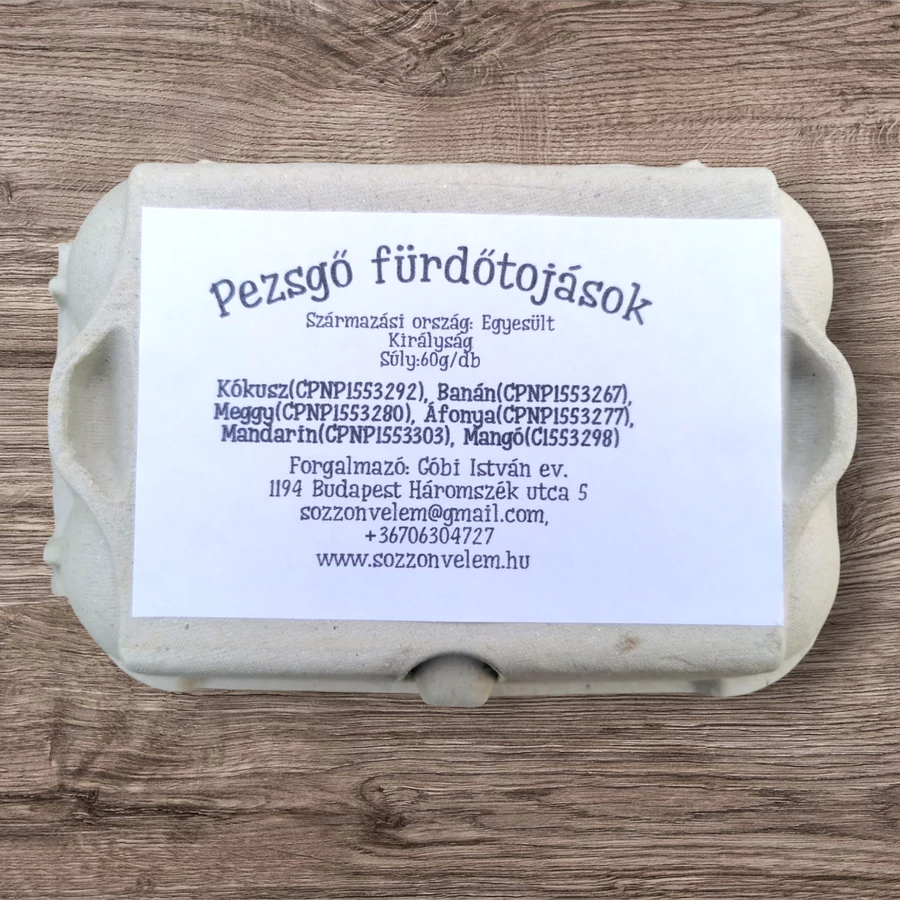 Pezsgő fürdőtojások
Származási ország: Egyesült
Királyság
Súly:60g/db
Kókusz(CPNP1553292), Banán(CPNP1553267),
Meggy(CPNP1553280), Áfonya(CPNP1553277),
Mandarin(CPNP1553303), Mangó(C1553298)
Forgalmazó: Cóbi István ev.
1194 Budapest Háromszék utca 5
sozzonvelem@gmail.com,
+36706304727
www.sozzonvelem.hu